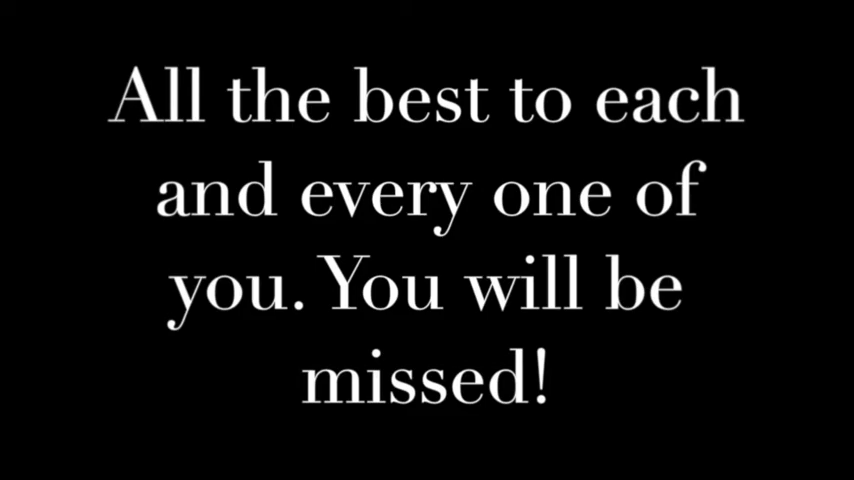 All the best to each
and every one of
you. You will be
missed!